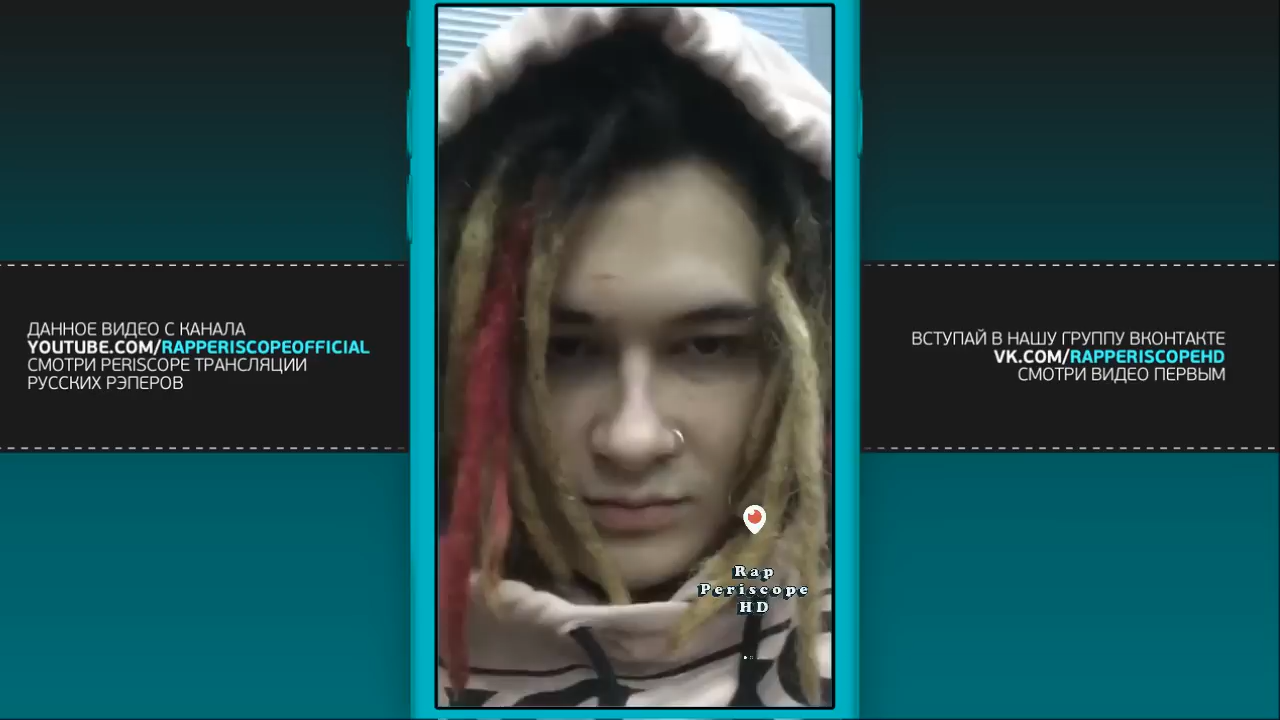 ДАННОЕ ВИДЕО С КАНАЛА
YOUTUBE.COM/RAPPERISCOPEOFFICIAL
СМОТРИ PERISCOPE ТРАНСЛЯЦИИ
РУССКИХ РЭПЕРОВ
ВСТУПАЙ В НАШУ ГРУППУ ВКОНТАКТЕ
VK.COM/RAPPERISCOPEHD
СМОТРИ ВИДЕО ПЕРВЫМ
Rap
Periscope
HD